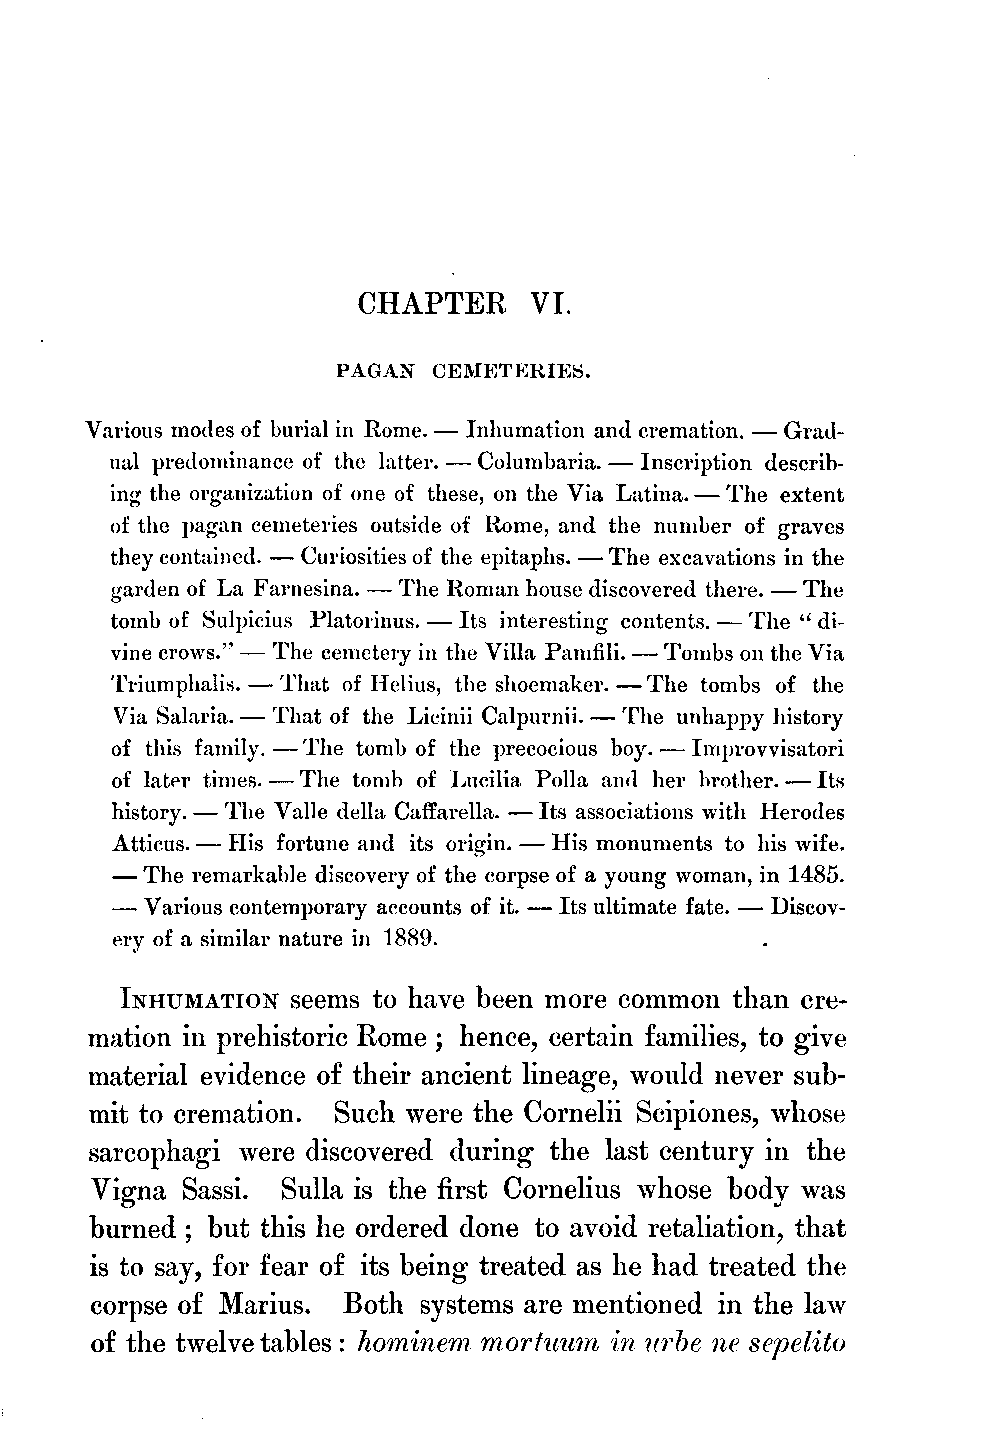 CHAPTER VI.
PAGAN CEMETERIES.
Various modes of burial in Rome. — Inhumation and cremation. — Grad-
ual predominance of the latter. — Columbaria. — Inscription describ-
ing the organization of one of these, on the Via Latina. — The extent
of the pagan cemeteries outside of Rome, and the number of graves
they contained. — Curiosities of the epitaphs. — The excavations in the
garden of La Farnesina. — The Roman house discovered there. — The
tomb of Sulpicius Platorinus. — Its interesting contents. — The “ di-
vine crows.” — The cemetery in the Villa Pamfili. — Tombs on the Via
Triumphalis. — That of Helius, the shoemaker. — The tombs of the
Via Salaria. — That of the Licinii Calpurnii. — The unhappy history
of this family. — The tomb of the precocious boy. — Improvvisatori
of later times. — The tomb of Lucilia Polla and her brother. — Its
history. — The Valle della Caffarella. — Its associations with Herodes
Atticus. — His fortune and its origin. — His monuments to his wife.
— The remarkable discovery of the corpse of a young woman, in 1485.
— Various contemporary accounts of it. — Its ultimate fate. — Discov-
ery of a similar nature in 1889.
INHUMATION seems to have been more common than cre-
mation in prehistoric Rome ; hence, certain families, to give
material evidence of their ancient lineage, would never sub-
mit to cremation. Such were the Cornelii Scipiones, whose
sarcophagi were discovered during the last century in the
Vigna Sassi. Sulla is the first Cornelius whose body was
burned ; but this he ordered done to avoid retaliation, that
is to say, for fear of its being treated as he had treated the
corpse of Marius. Both systems are mentioned in the law
of the twelve tables : hominem mortuum in urbe ne sepelito